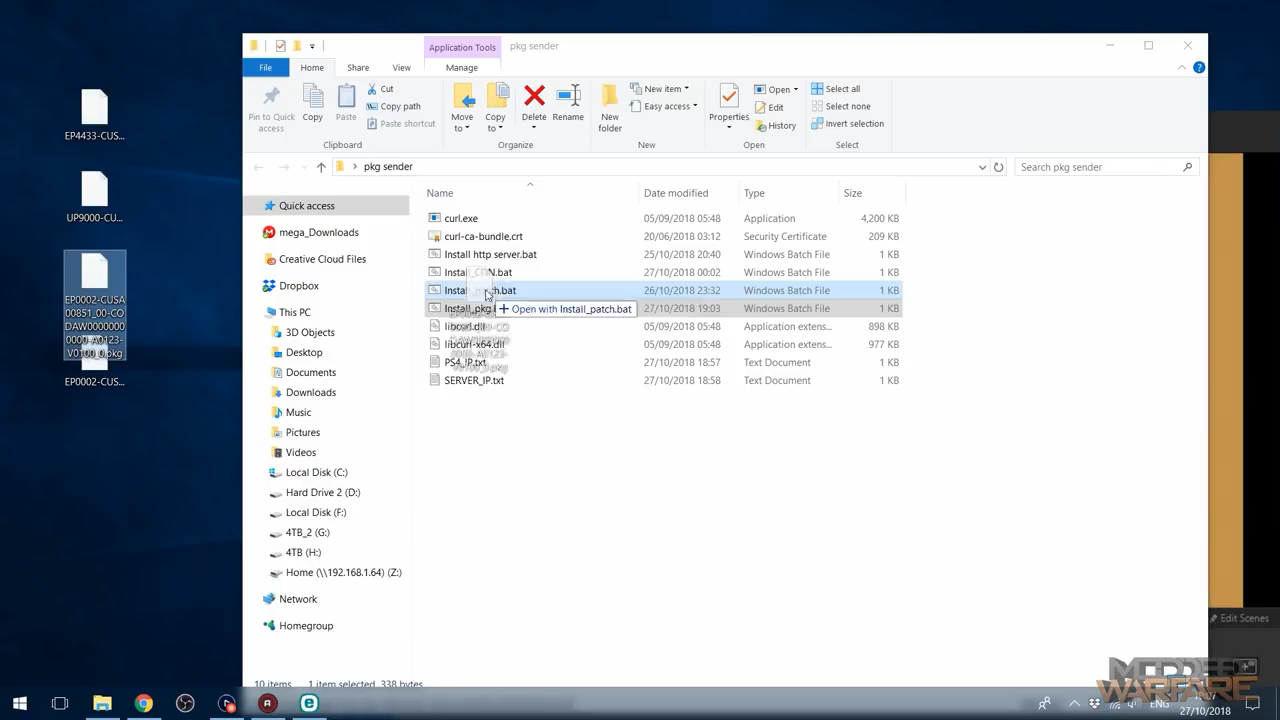 Application Tools
pkg sender
File
Home
Share
View
Manage
Pin to Quick
access
Copy
Paste
Cut
Copy path
Paste shortcut
Clipboard
Move
to
Copy
to
Delete
Rename
Organize
New
folder
New item
Easy access
New
Properties
Open
Edit
History
Open
Select all
Select none
Invert selection
Select
pkg sender
Search pkg sender
EP4433-CUS...
UP9000-CU...
EP0002-CUSA
00851_00-CO
DAW0000000
0000-A0123-
V0100_0.pkg
EP0002-CUS...
Quick access
mega_Downloads
Creative Cloud Files
Dropbox
This PC
3D Objects
Desktop
Documents
Downloads
Music
Pictures
Videos
Local Disk (C:)
Hard Drive 2 (D:)
Local Disk (F:)
4TB_2 (G:)
4TB (H:)
Home (\\192.168.1.64) (Z:)
Network
Homegroup
Name Date modified Type Size
curl.exe 05/09/2018 05:48 Application 4,200 KB
curl-ca-bundle.crt 20/06/2018 03:12 Security Certificate 209 KB
Install http server.bat 25/10/2018 20:40 Windows Batch File 1 KB
.bat 27/10/2018 00:02 Windows Batch File 1 KB
Install_patch.bat 26/10/2018 23:32 Windows Batch File 1 KB
Install_pkg 27/10/2018 19:03 Windows Batch File 1 KB
Open with Install_patch.bat
libcurl.dll 05/09/2018 05:48 Application extens... 898 KB
libcurl-x64.dll 05/09/2018 05:48 Application extens... 977 KB
PS4_IP.txt 27/10/2018 18:57 Text Document 1 KB
SERVER_IP.txt 27/10/2018 18:58 Text Document 1 KB
10 items 1 item selected, 338 bytes
Edit Scenes
MODDED
WARFARE
ENG
27/10/2018